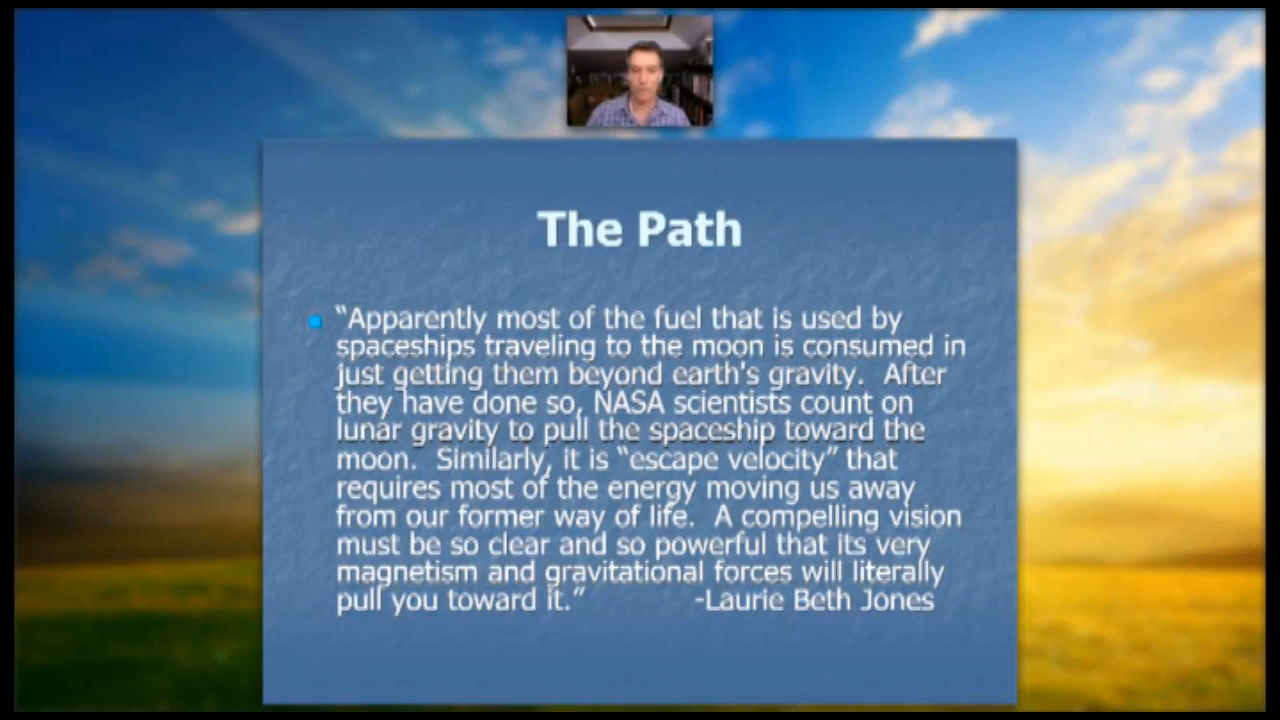 The Path
“Apparently most of the fuel that is used by
spaceships traveling to the moon is consumed in
just getting them beyond earth's gravity.  After
they have done so, NASA scientists count on
lunar gravity to pull the spaceship toward the
moon.  Similarly, it is “escape velocity” that
requires most of the energy moving us away
from our former way of life.  A compelling vision
must be so clear and so powerful that its very
magnetism and gravitational forces will literally
pull you toward it.”          -Laurie Beth Jones